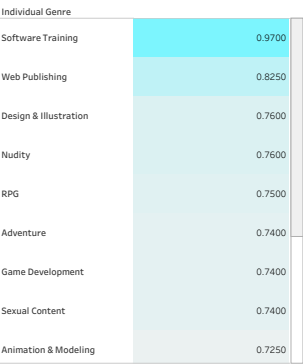 Individual Genre
Software Training 0.9700
Web Publishing 0.8250
Design & Illustration 0.7600
Nudity 0.7600
RPG 0.7500
Adventure 0.7400
Game Development 0.7400
Sexual Content 0.7400
Animation & Modeling 0.7250